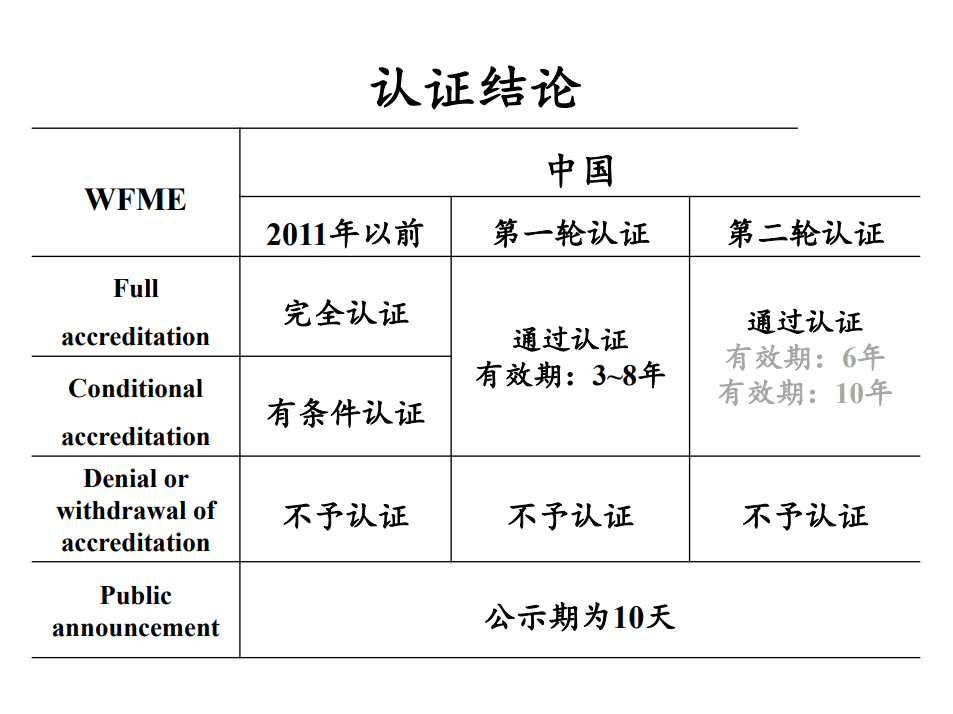 认证结论
WFME
中国
2011年以前
第一轮认证
第二轮认证
Full
accreditation
完全认证
通过认证
有效期：3~8年
通过认证
有效期：6年
有效期：10年
Conditional
accreditation
有条件认证
Denial or
withdrawal of
accreditation
不予认证
不予认证
不予认证
Public
announcement
公示期为10天